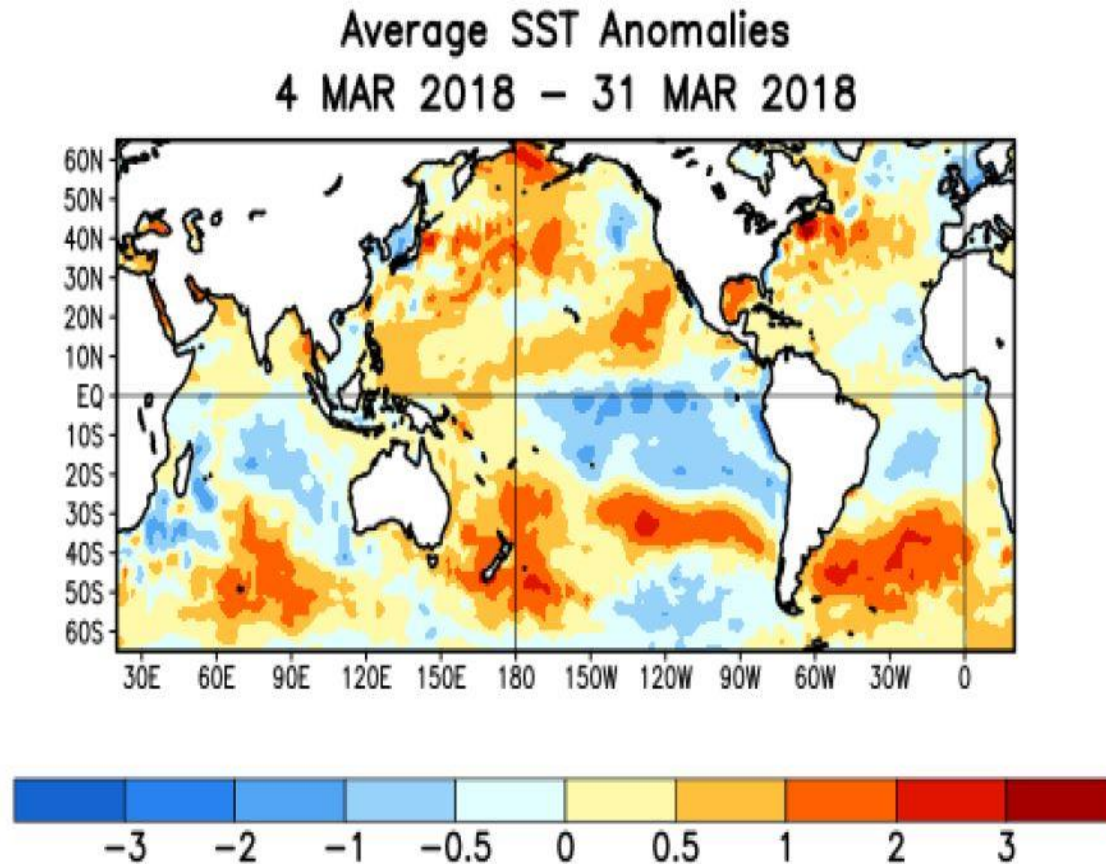 Average SST Anomalies
4 MAR 2018 – 31 MAR 2018
60N
50N
40N
30N
20N
10N
EQ
10S
20S
30S
40S
50S
60S
30E 60E 90E 120E 150E 180 150W 120W 90W 60W 30W 0
-3 -2 -1 -0.5 0 0.5 1 2 3